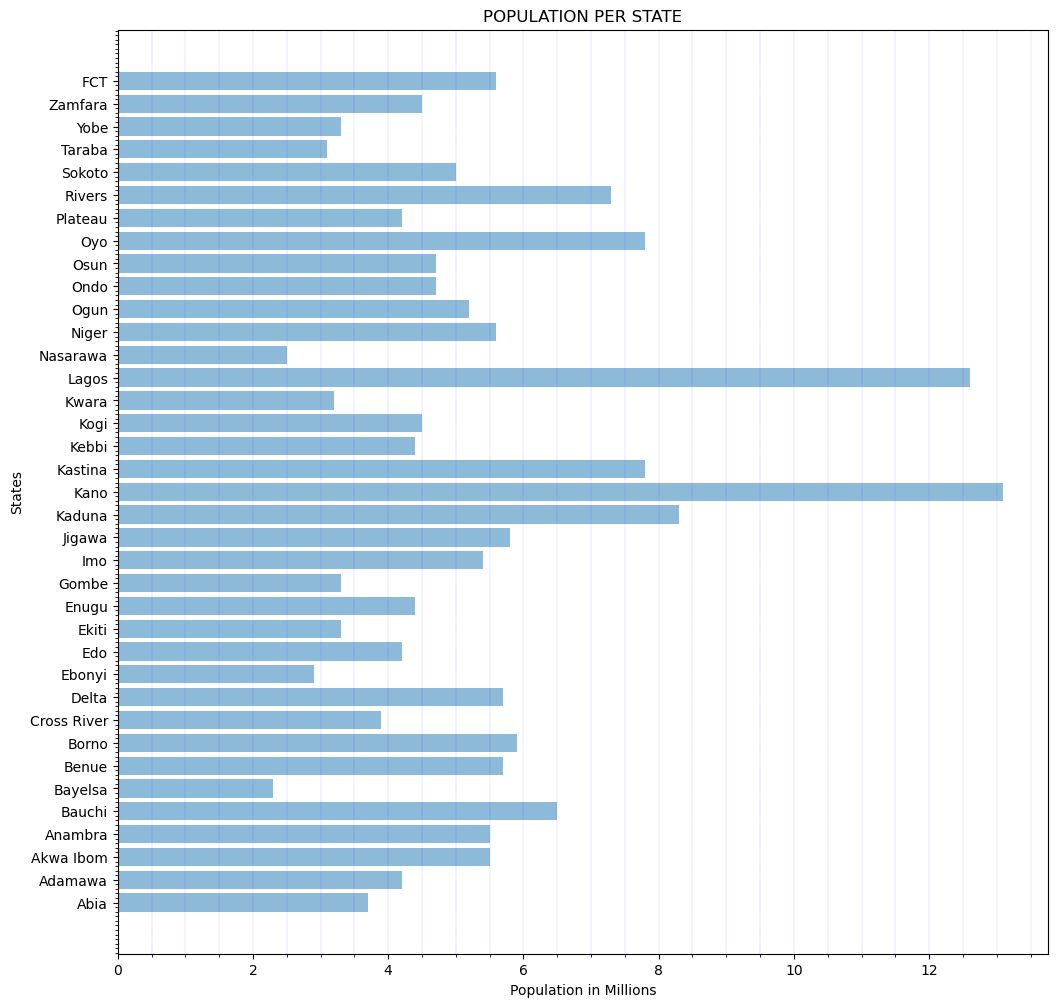 POPULATION PER STATE
FCT
Zamfara
Yobe
Taraba
Sokoto
Rivers
Plateau
Oyo
Osun
Ondo
Ogun
Niger
Nasarawa
Lagos
Kwara
Kogi
Kebbi
Kastina
Kano
Kaduna
Jigawa
Imo
Gombe
Enugu
Ekiti
Edo
Ebonyi
Delta
Cross River
Borno
Benue
Bayelsa
Bauchi
Anambra
Akwa Ibom
Adamawa
Abia
States
0 2 4 6 8 10 12
Population in Millions